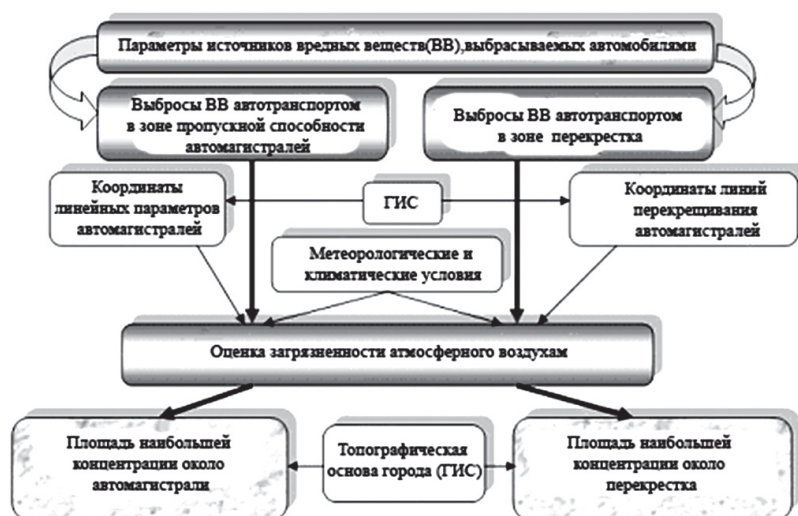 Параметры источников вредных веществ(ВВ),выбрасываемых автомобилями
Выбросы ВВ автотранспортом
в зоне пропускной способности
автомагистралей
Выбросы ВВ автотранспортом
в зоне перекрестка
Координаты
линейных параметров
автомагистралей
ГИС
Координаты линий
перекрещивания
автомагистралей
Метеорологические и
климатические условия
Оценка загрязненности атмосферного воздухам
Площадь наибольшей
концентрации около
автомагистрали
Топографическая
основа города (ГИС)
Площадь наибольшей
концентрации около
перекрестка